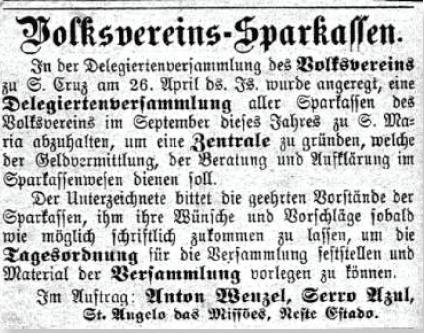 Volksvereins-Sparkassen.
In der Delegiertenversammlung des Volksvereins
zu S. Cruz am 26. April ds. Js. wurde angeregt, eine
Delegiertenversammlung aller Sparkassen des
Volksvereins im September dieses Jahres zu S. Ma-
ria abzuhalten, um eine Zentrale zu gründen, welche
der Geldvermittlung, der Beratung und Aufklärung im
Sparkassenwesen dienen soll.
Der Unterzeichnete bittet die geehrten Vorstände der
Sparkassen, ihm ihre Wünsche und Vorschläge sobald
wie möglich schriftlich zukommen zu lassen, um die
Tagesordnung für die Versammlung feststellen und
Material der Versammlung vorlegen zu können.
Im Auftrag: Anton Wenzel, Serro Azul,
St. Angelo das Missões, Neste Estado.